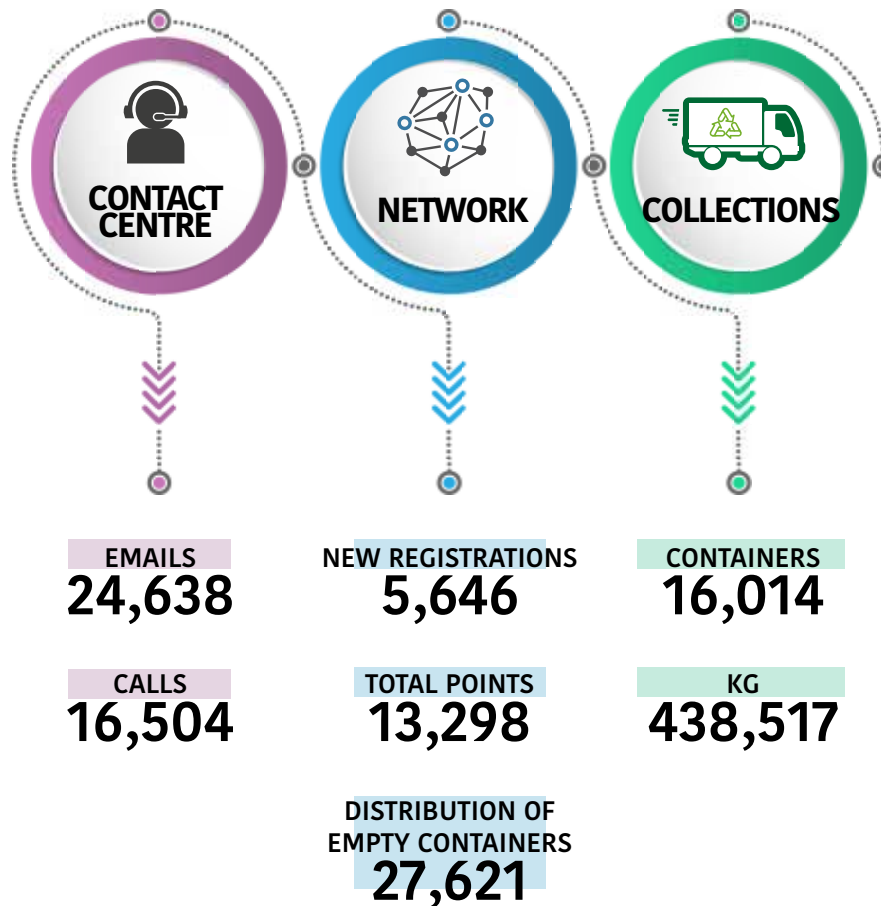 CONTACT
CENTRE
NETWORK
COLLECTIONS
EMAILS
24,638
CALLS
16,504
NEW REGISTRATIONS
5,646
TOTAL POINTS
13,298
DISTRIBUTION OF
EMPTY CONTAINERS
27,621
CONTAINERS
16,014
KG
438,517